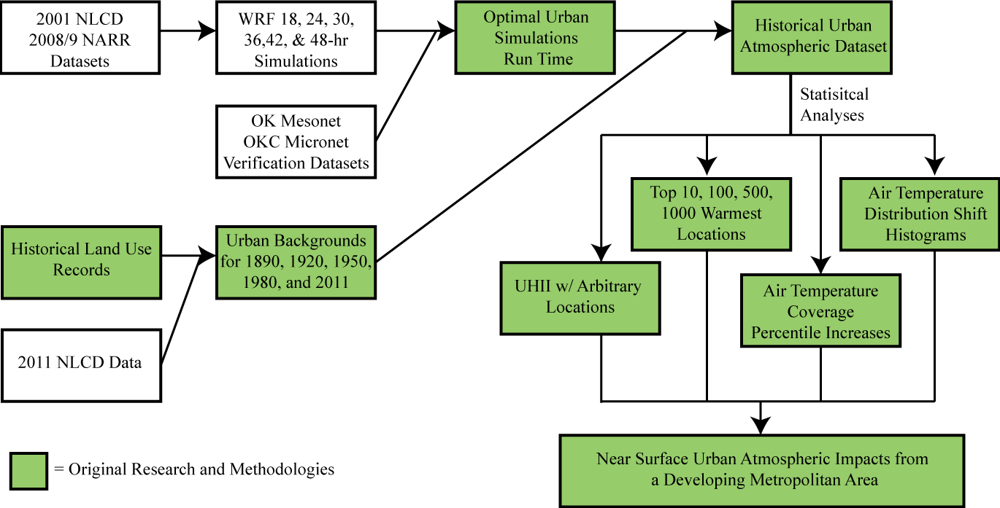 2001 NLCD
2008/9 NARR
Datasets
WRF 18, 24, 30,
36,42, & 48-hr
Simulations
Optimal Urban
Simulations
Run Time
Historical Urban
Atmospheric Dataset
OK Mesonet
OKC Micronet
Verification Datasets
Statisitcal
Analyses
Historical Land Use
Records
Urban Backgrounds
for 1890, 1920, 1950,
1980, and 2011
2011 NLCD Data
UHII w/ Arbitrary
Locations
Top 10, 100, 500,
1000 Warmest
Locations
Air Temperature
Coverage
Percentile Increases
Air Temperature
Distribution Shift
Histograms
Near Surface Urban Atmospheric Impacts from
a Developing Metropolitan Area
= Original Research and Methodologies